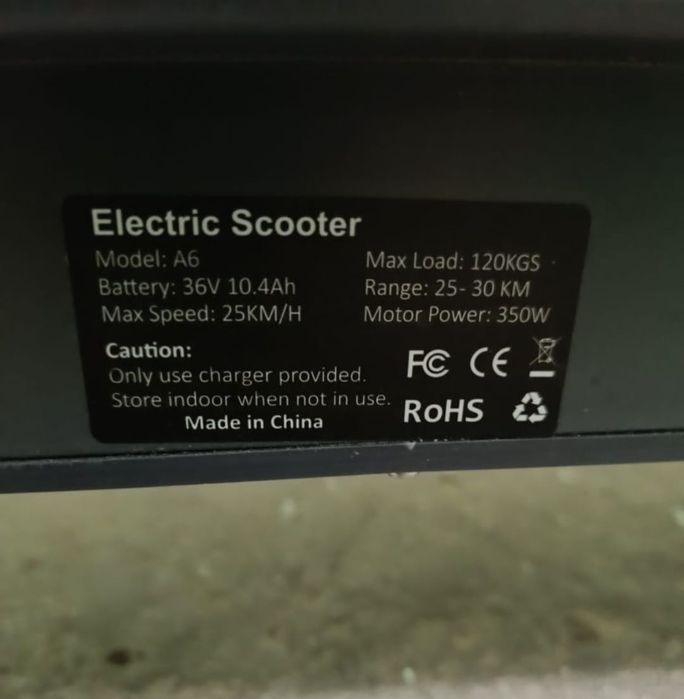 Electric Scooter
Model: A6
Battery: 36V 10.4Ah
Max Speed: 25KM/H
Max Load: 120KGS
Range: 25- 30 KM
Motor Power: 350W
Caution:
Only use charger provided.
Store indoor when not in use.
Made in China
FC CE
RoHS